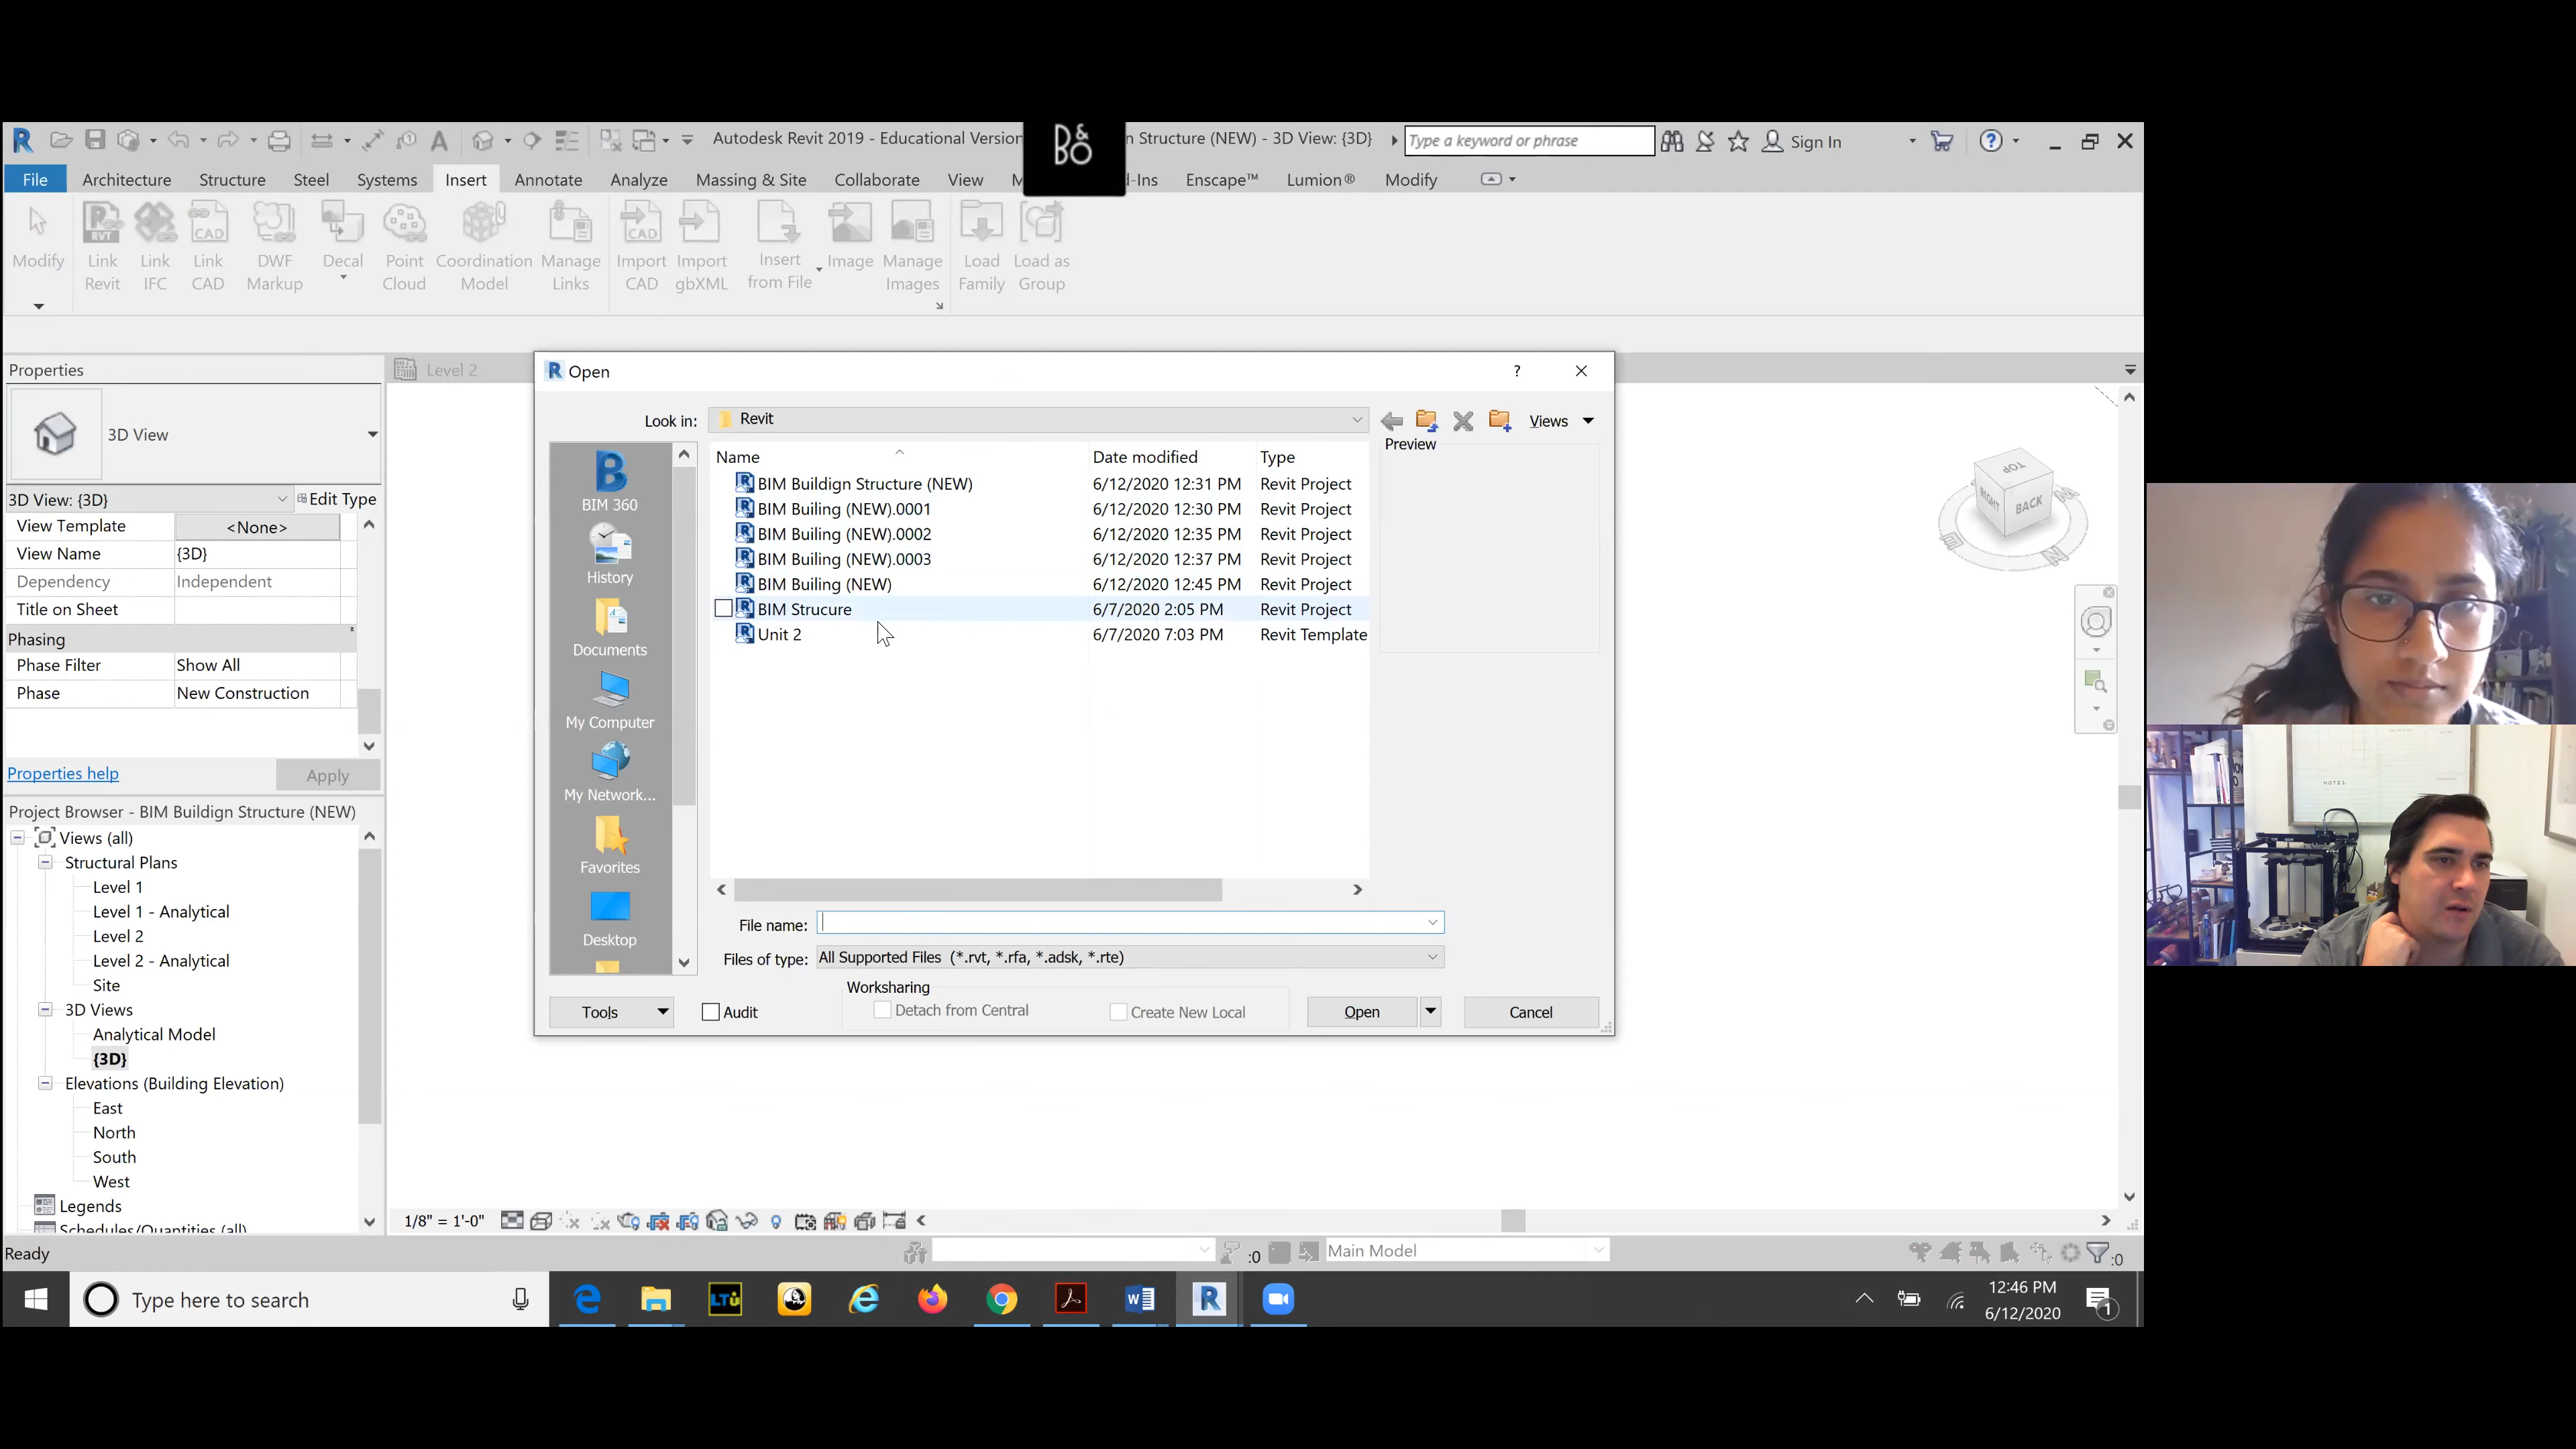 Autodesk Revit 2019 - Educational Version
n Structure (NEW) - 3D View: {3D}
Type a keyword or phrase
Sign In
B&O
File Architecture Structure Steel Systems Insert Annotate Analyze Massing & Site Collaborate View M -Ins Enscape™ Lumion® Modify
Modify
Link Revit
Link IFC
Link CAD
DWF Markup
Decal
Point Cloud
Coordination Model
Manage Links
Import CAD
Import gbXML
Insert from File
Image
Manage Images
Load Family
Load as Group
Properties
3D View
3D View: {3D} Edit Type
View Template <None>
View Name {3D}
Dependency Independent
Title on Sheet
Phasing
Phase Filter Show All
Phase New Construction
Properties help Apply
Project Browser - BIM Buildign Structure (NEW)
Views (all)
Structural Plans
Level 1
Level 1 - Analytical
Level 2
Level 2 - Analytical
Site
3D Views
Analytical Model
{3D}
Elevations (Building Elevation)
East
North
South
West
Legends
Schedules/Quantities (all)
Level 2
Open
Look in: Revit Views
BIM 360
History
Documents
My Computer
My Network...
Favorites
Desktop
Name Date modified Type
BIM Buildign Structure (NEW) 6/12/2020 12:31 PM Revit Project
BIM Builing (NEW).0001 6/12/2020 12:30 PM Revit Project
BIM Builing (NEW).0002 6/12/2020 12:35 PM Revit Project
BIM Builing (NEW).0003 6/12/2020 12:37 PM Revit Project
BIM Builing (NEW) 6/12/2020 12:45 PM Revit Project
BIM Strucure 6/7/2020 2:05 PM Revit Project
Unit 2 6/7/2020 7:03 PM Revit Template
Preview
File name:
Files of type: All Supported Files (*.rvt, *.rfa, *.adsk, *.rte)
Worksharing
Tools Audit Detach from Central Create New Local Open Cancel
TOP
RIGHT
BACK
NOTES
1/8" = 1'-0"
Ready
:0
Main Model
:0
Type here to search
12:46 PM
6/12/2020
1